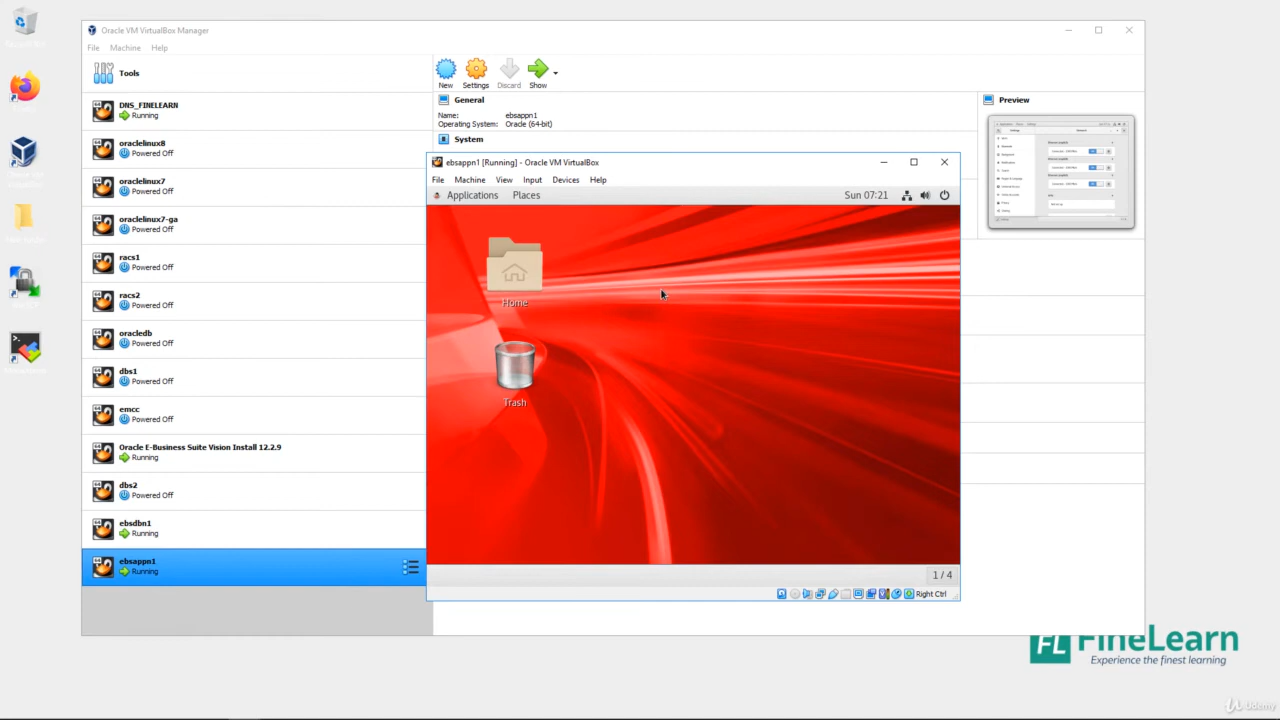 Oracle VM VirtualBox Manager
File Machine Help
Tools
New Settings Discard Show
DNS_FINELEARN
Running
oraclelinux8
Powered Off
oraclelinux7
Powered Off
oraclelinux7-ga
Powered Off
racs1
Powered Off
racs2
Powered Off
oracledb
Powered Off
dbs1
Powered Off
emcc
Powered Off
Oracle E-Business Suite Vision Install 12.2.9
Running
dbs2
Powered Off
ebsdbn1
Running
ebsappn1
Running
General
Name: ebsappn1
Operating System: Oracle (64-bit)
System
Preview
ebsappn1 [Running] - Oracle VM VirtualBox
File Machine View Input Devices Help
Applications Places Sun 07:21
Home
Trash
1 / 4
Right Ctrl
FL FineLearn
Experience the finest learning
Udemy